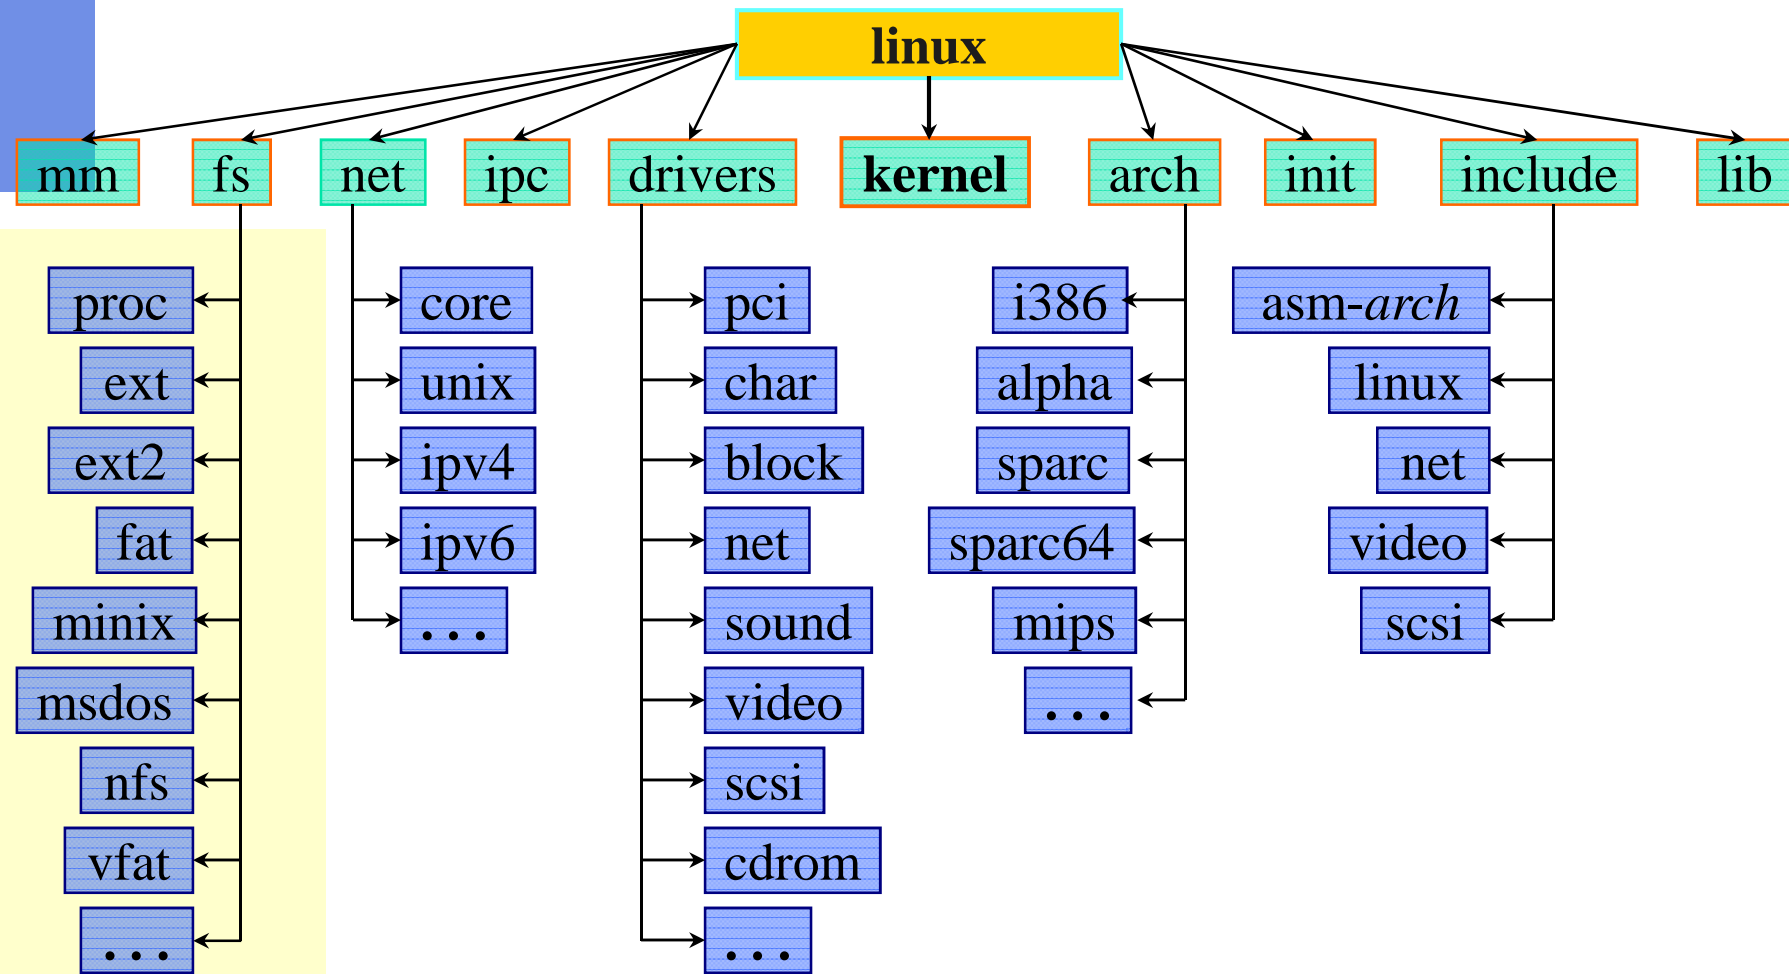 linux
mm fs net ipc drivers kernel arch init include lib
proc core pci i386 asm-arch
ext unix char alpha linux
ext2 ipv4 block sparc net
fat ipv6 net sparc64 video
minix ... sound mips scsi
msdos video ...
nfs scsi
vfat cdrom
... ...